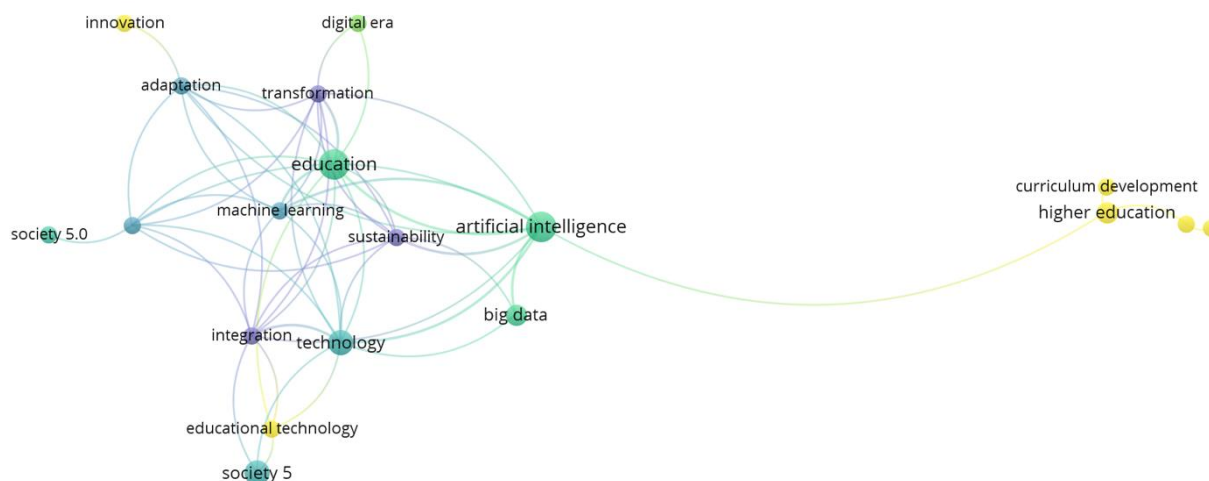 innovation
digital era
adaptation
transformation
education
curriculum development
machine learning
higher education
artificial intelligence
society 5.0
sustainability
big data
integration
technology
educational technology
society 5